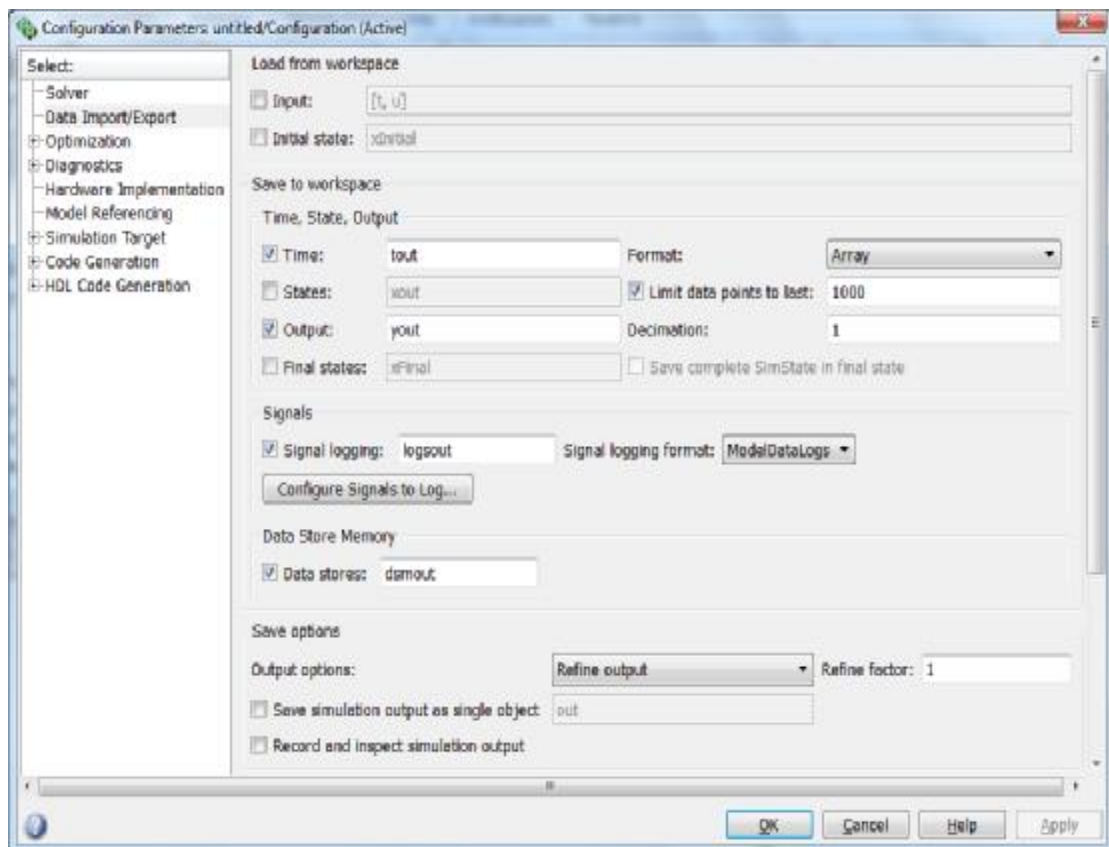 Configuration Parameters: untitled/Configuration (Active)
Select:
Solver
Data Import/Export
Optimization
Diagnostics
Hardware Implementation
Model Referencing
Simulation Target
Code Generation
HDL Code Generation
Load from workspace
Input: [t, u]
Initial state: xInitial
Save to workspace
Time, State, Output
Time: tout Format: Array
States: xout Limit data points to last: 1000
Output: yout Decimation: 1
Final states: xFinal Save complete SimState in final state
Signals
Signal logging: logsout Signal logging format: ModelDataLogs
Configure Signals to Log...
Data Store Memory
Data stores: dsmout
Save options
Output options: Refine output Refine factor: 1
Save simulation output as single object out
Record and inspect simulation output
OK Cancel Help Apply